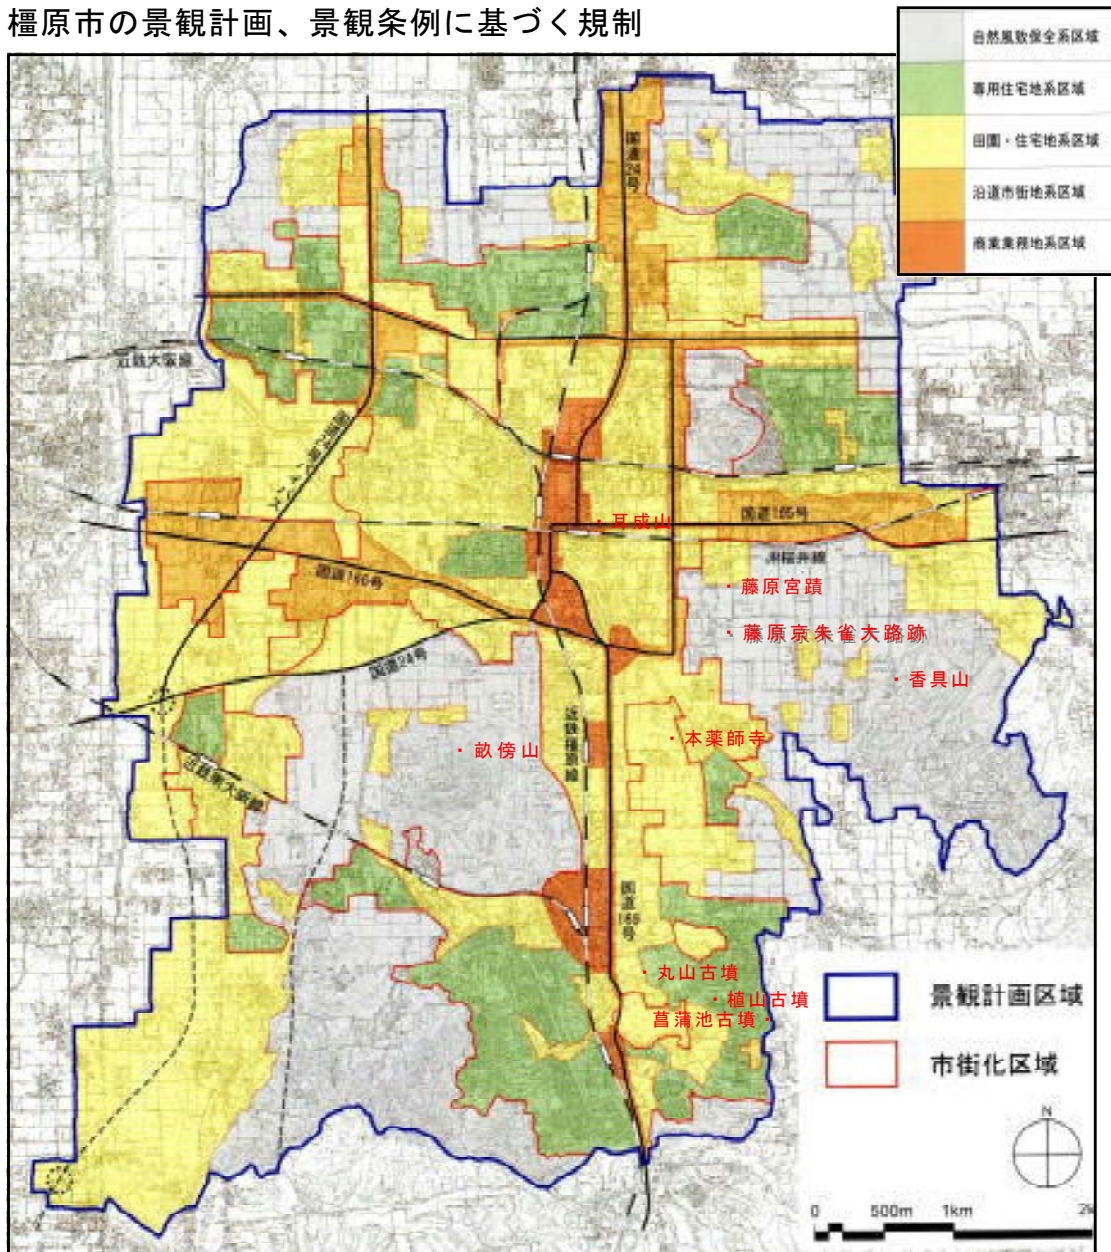 橿原市の景観計画、景観条例に基づく規制
自然風致保全系区域
専用住宅地系区域
田園・住宅地系区域
沿道市街地系区域
商業業務地系区域
国道24号
近鉄大阪線
国道165号
・耳成山
JR桜井線
国道166号
・藤原宮蹟
・藤原京朱雀大路跡
国道24号
・香具山
近鉄橿原線
・本薬師寺
・畝傍山
近鉄南大阪線
国道169号
・丸山古墳
・植山古墳
菖蒲池古墳・
景観計画区域
市街化区域
N
0 500m 1km 2k